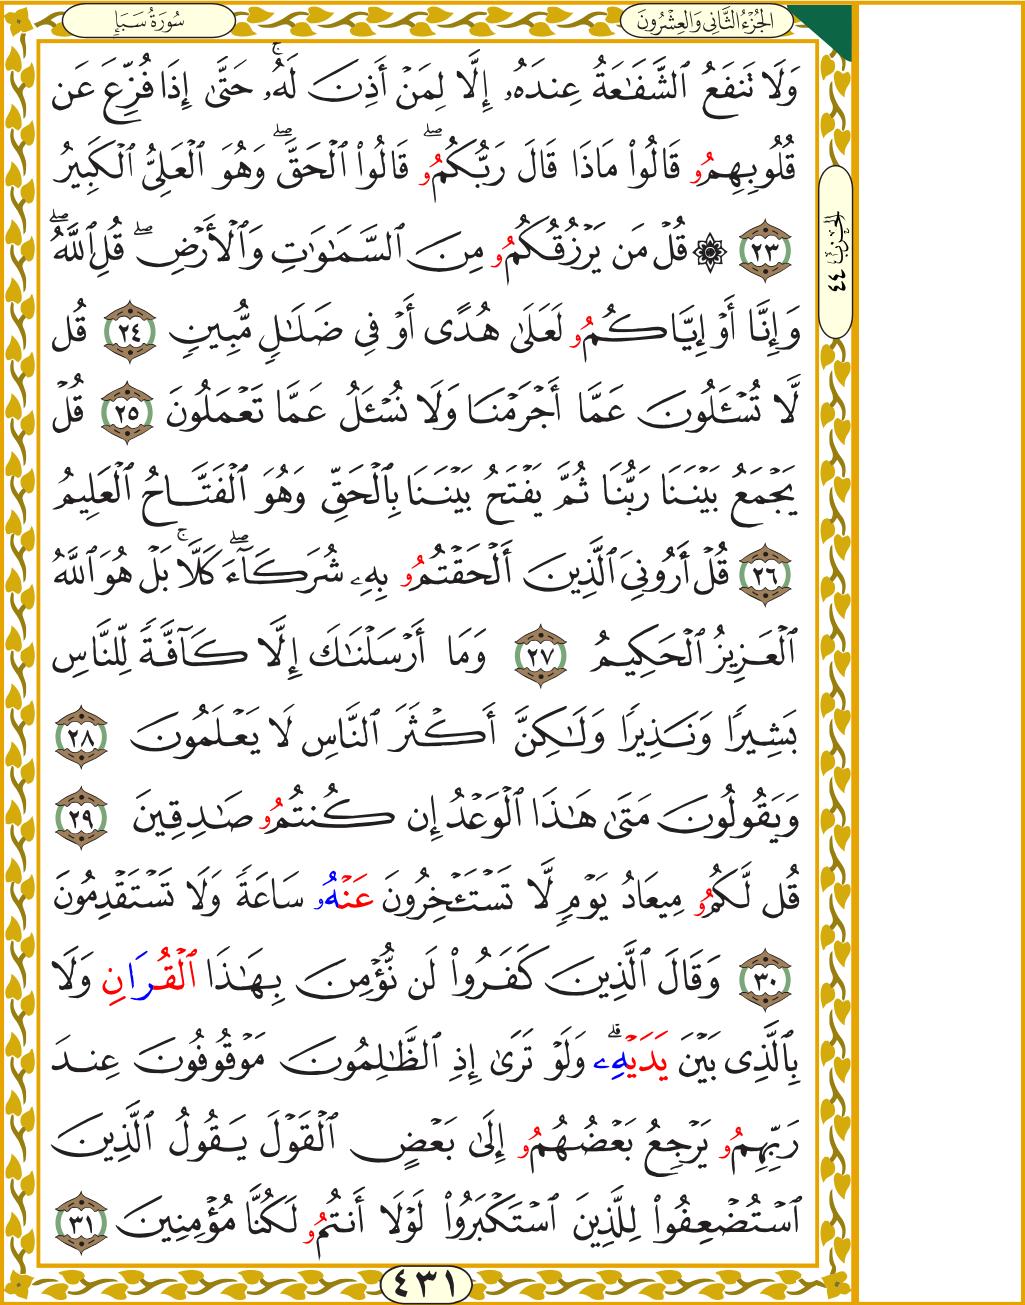 سُورَةُ سَبَإٍ
الجُزْءُ الثَّانِي وَالعِشْرُونَ
وَلَا تَنفَعُ ٱلشَّفَٰعَةُ عِندَهُۥٓ إِلَّا لِمَنۡ أَذِنَ لَهُۥۚ حَتَّىٰٓ إِذَا فُزِّعَ عَن
قُلُوبِهِمُۥ قَالُواْ مَاذَا قَالَ رَبُّكُمُۥۖ قَالُواْ ٱلۡحَقَّۖ وَهُوَ ٱلۡعَلِيُّ ٱلۡكَبِيرُ
٢٣ ۞ قُلۡ مَن يَرۡزُقُكُمُۥ مِنَ ٱلسَّمَٰوَٰتِ وَٱلۡأَرۡضِۖ قُلِ ٱللَّهُۖ
وَإِنَّآ أَوۡ إِيَّاكُمُۥ لَعَلَىٰ هُدًى أَوۡ فِي ضَلَٰلٖ مُّبِينٖ ٢٤ قُل
لَّا تُسۡـَٔلُونَ عَمَّآ أَجۡرَمۡنَا وَلَا نُسۡـَٔلُ عَمَّا تَعۡمَلُونَ ٢٥ قُلۡ
يَجۡمَعُ بَيۡنَنَا رَبُّنَا ثُمَّ يَفۡتَحُ بَيۡنَنَا بِٱلۡحَقِّ وَهُوَ ٱلۡفَتَّاحُ ٱلۡعَلِيمُ
٢٦ قُلۡ أَرُونِيَ ٱلَّذِينَ أَلۡحَقۡتُمُۥ بِهِۦ شُرَكَآءَۖ كَلَّاۚ بَلۡ هُوَ ٱللَّهُ
ٱلۡعَزِيزُ ٱلۡحَكِيمُ ٢٧ وَمَآ أَرۡسَلۡنَٰكَ إِلَّا كَآفَّةٗ لِّلنَّاسِ
بَشِيرٗا وَنَذِيرٗا وَلَٰكِنَّ أَكۡثَرَ ٱلنَّاسِ لَا يَعۡلَمُونَ ٢٨
وَيَقُولُونَ مَتَىٰ هَٰذَا ٱلۡوَعۡدُ إِن كُنتُمُۥ صَٰدِقِينَ ٢٩
قُل لَّكُمُۥ مِيعَادُ يَوۡمٖ لَّا تَسۡتَـٔۡخِرُونَ عَنۡهُۥ سَاعَةٗ وَلَا تَسۡتَقۡدِمُونَ
٣٠ وَقَالَ ٱلَّذِينَ كَفَرُواْ لَن نُّؤۡمِنَ بِهَٰذَا ٱلۡقُرَانِ وَلَا
بِٱلَّذِي بَيۡنَ يَدَيۡهِۦۗ وَلَوۡ تَرَىٰٓ إِذِ ٱلظَّٰلِمُونَ مَوۡقُوفُونَ عِندَ
رَبِّهِمُۥ يَرۡجِعُ بَعۡضُهُمُۥ إِلَىٰ بَعۡضٍ ٱلۡقَوۡلَ يَقُولُ ٱلَّذِينَ
ٱسۡتُضۡعِفُواْ لِلَّذِينَ ٱسۡتَكۡبَرُواْ لَوۡلَآ أَنتُمُۥ لَكُنَّا مُؤۡمِنِينَ ٣١
الحزب ٤٤
٤٣١